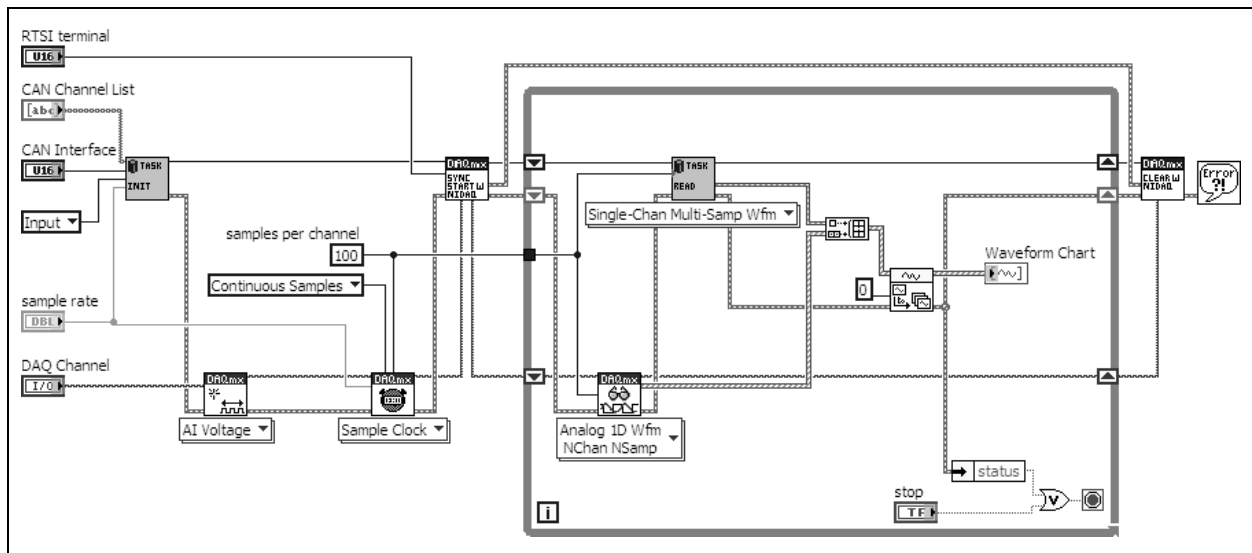 RTSI terminal
U16
CAN Channel List
[abc]
CAN Interface
U16
TASK
INIT
Input
samples per channel
100
Continuous Samples
sample rate
DBL
DAQ Channel
I/O
DAQmx
AI Voltage
DAQmx
Sample Clock
DAQmx
SYNC
START W
NIDAQ
TASK
READ
Single-Chan Multi-Samp Wfm
0
Waveform Chart
DAQmx
Analog 1D Wfm
NChan NSamp
status
stop
TF
V
i
DAQmx
CLEAR W
NIDAQ
Error
?!